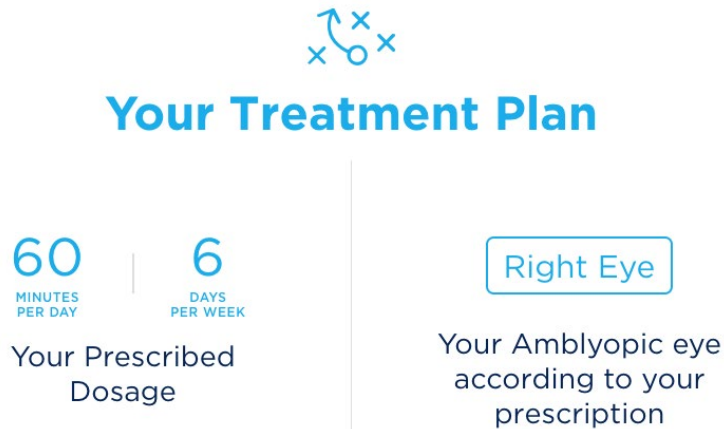 Your Treatment Plan
60
MINUTES
PER DAY
6
DAYS
PER WEEK
Your Prescribed
Dosage
Right Eye
Your Amblyopic eye
according to your
prescription